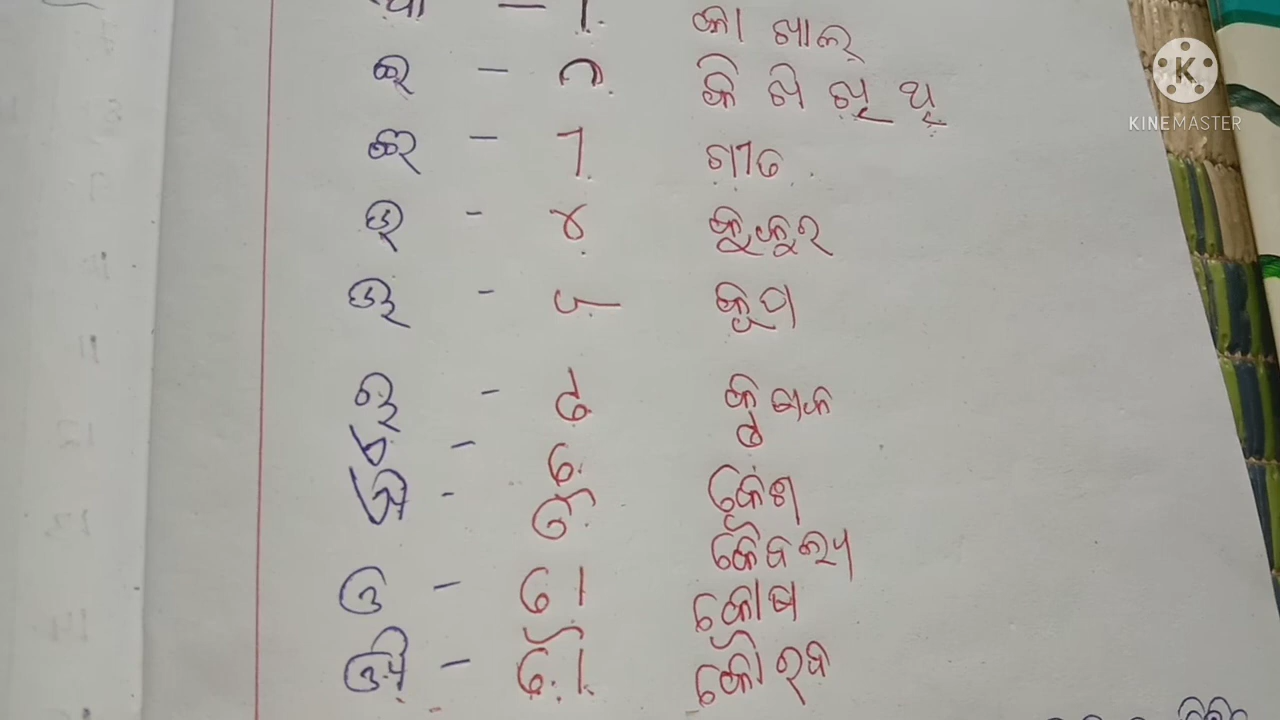 ଆ - ା କା ଖାଲ୍
ଇ - ି କି ଖି ଖୢ ଥି
ଈ - ୀ ଗୀତ
ଉ - ୁ କୁକୁର
ଊ - ୂ କୂପ
ଋ - ୃ କୃଷକ
ଏ - େ କେଶ
ଐ - ୈ କୈବଲ୍ୟ
ଓ - ୋ କୋଷ
ଔ - ୌ କୌରବ
KINEMASTER